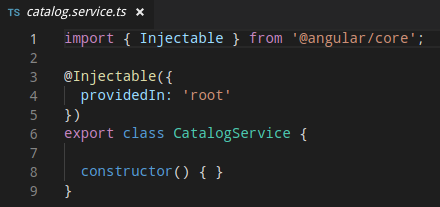 TS catalog.service.ts ×
1 import { Injectable } from '@angular/core';
2
3 @Injectable({
4   providedIn: 'root'
5 })
6 export class CatalogService {
7
8   constructor() { }
9 }